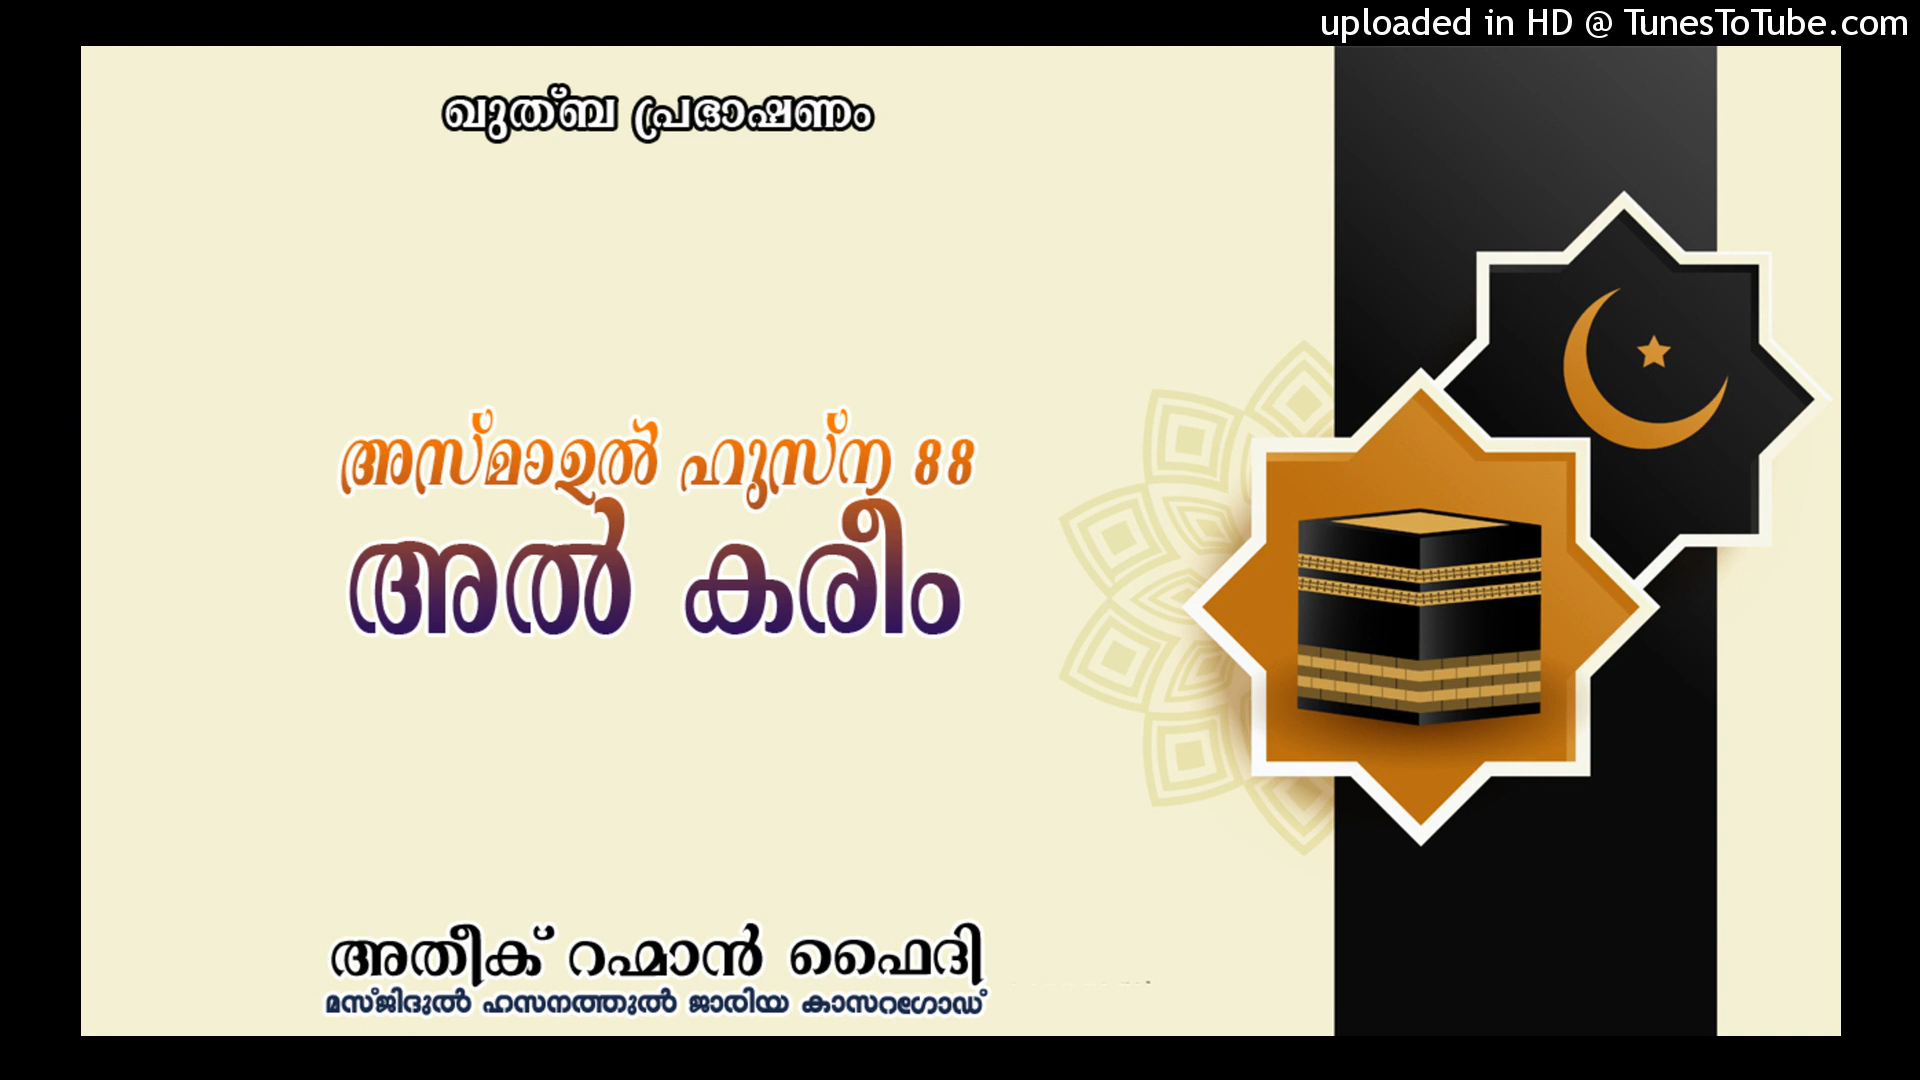 uploaded in HD @ TunesToTube.com
ഖുത്ബ പ്രഭാഷണം
അസ്മാഉൽ ഹുസ്ന 88
അൽ കരീം
അതീക് റഹ്മാൻ ഫൈദി
മസ്ജിദുൽ ഹസനത്തുൽ ജാരിയ കാസറഗോഡ്